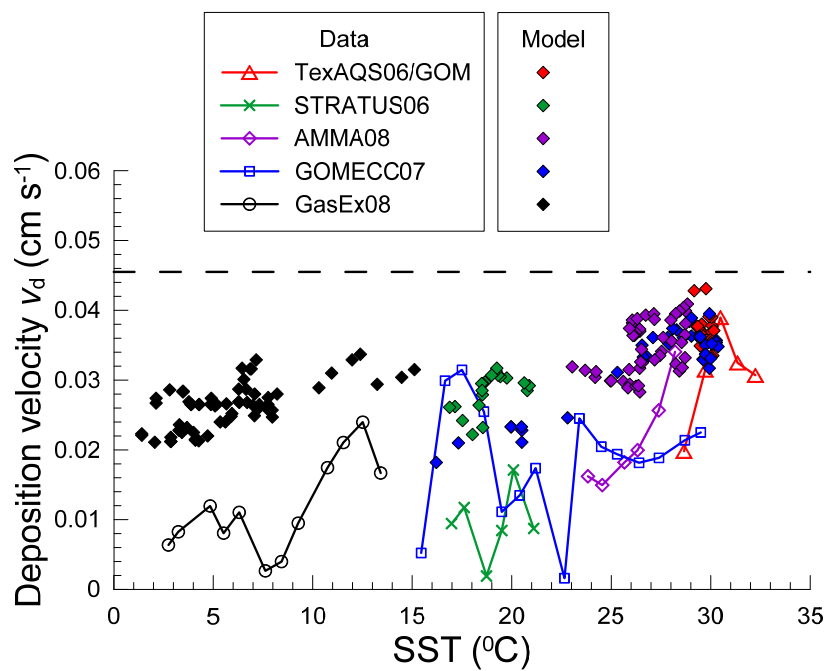 Data
TexAQS06/GOM
STRATUS06
AMMA08
GOMECC07
GasEx08
Model
Deposition velocity v_d (cm s⁻¹)
0.06
0.05
0.04
0.03
0.02
0.01
0
0 5 10 15 20 25 30 35
SST (⁰C)